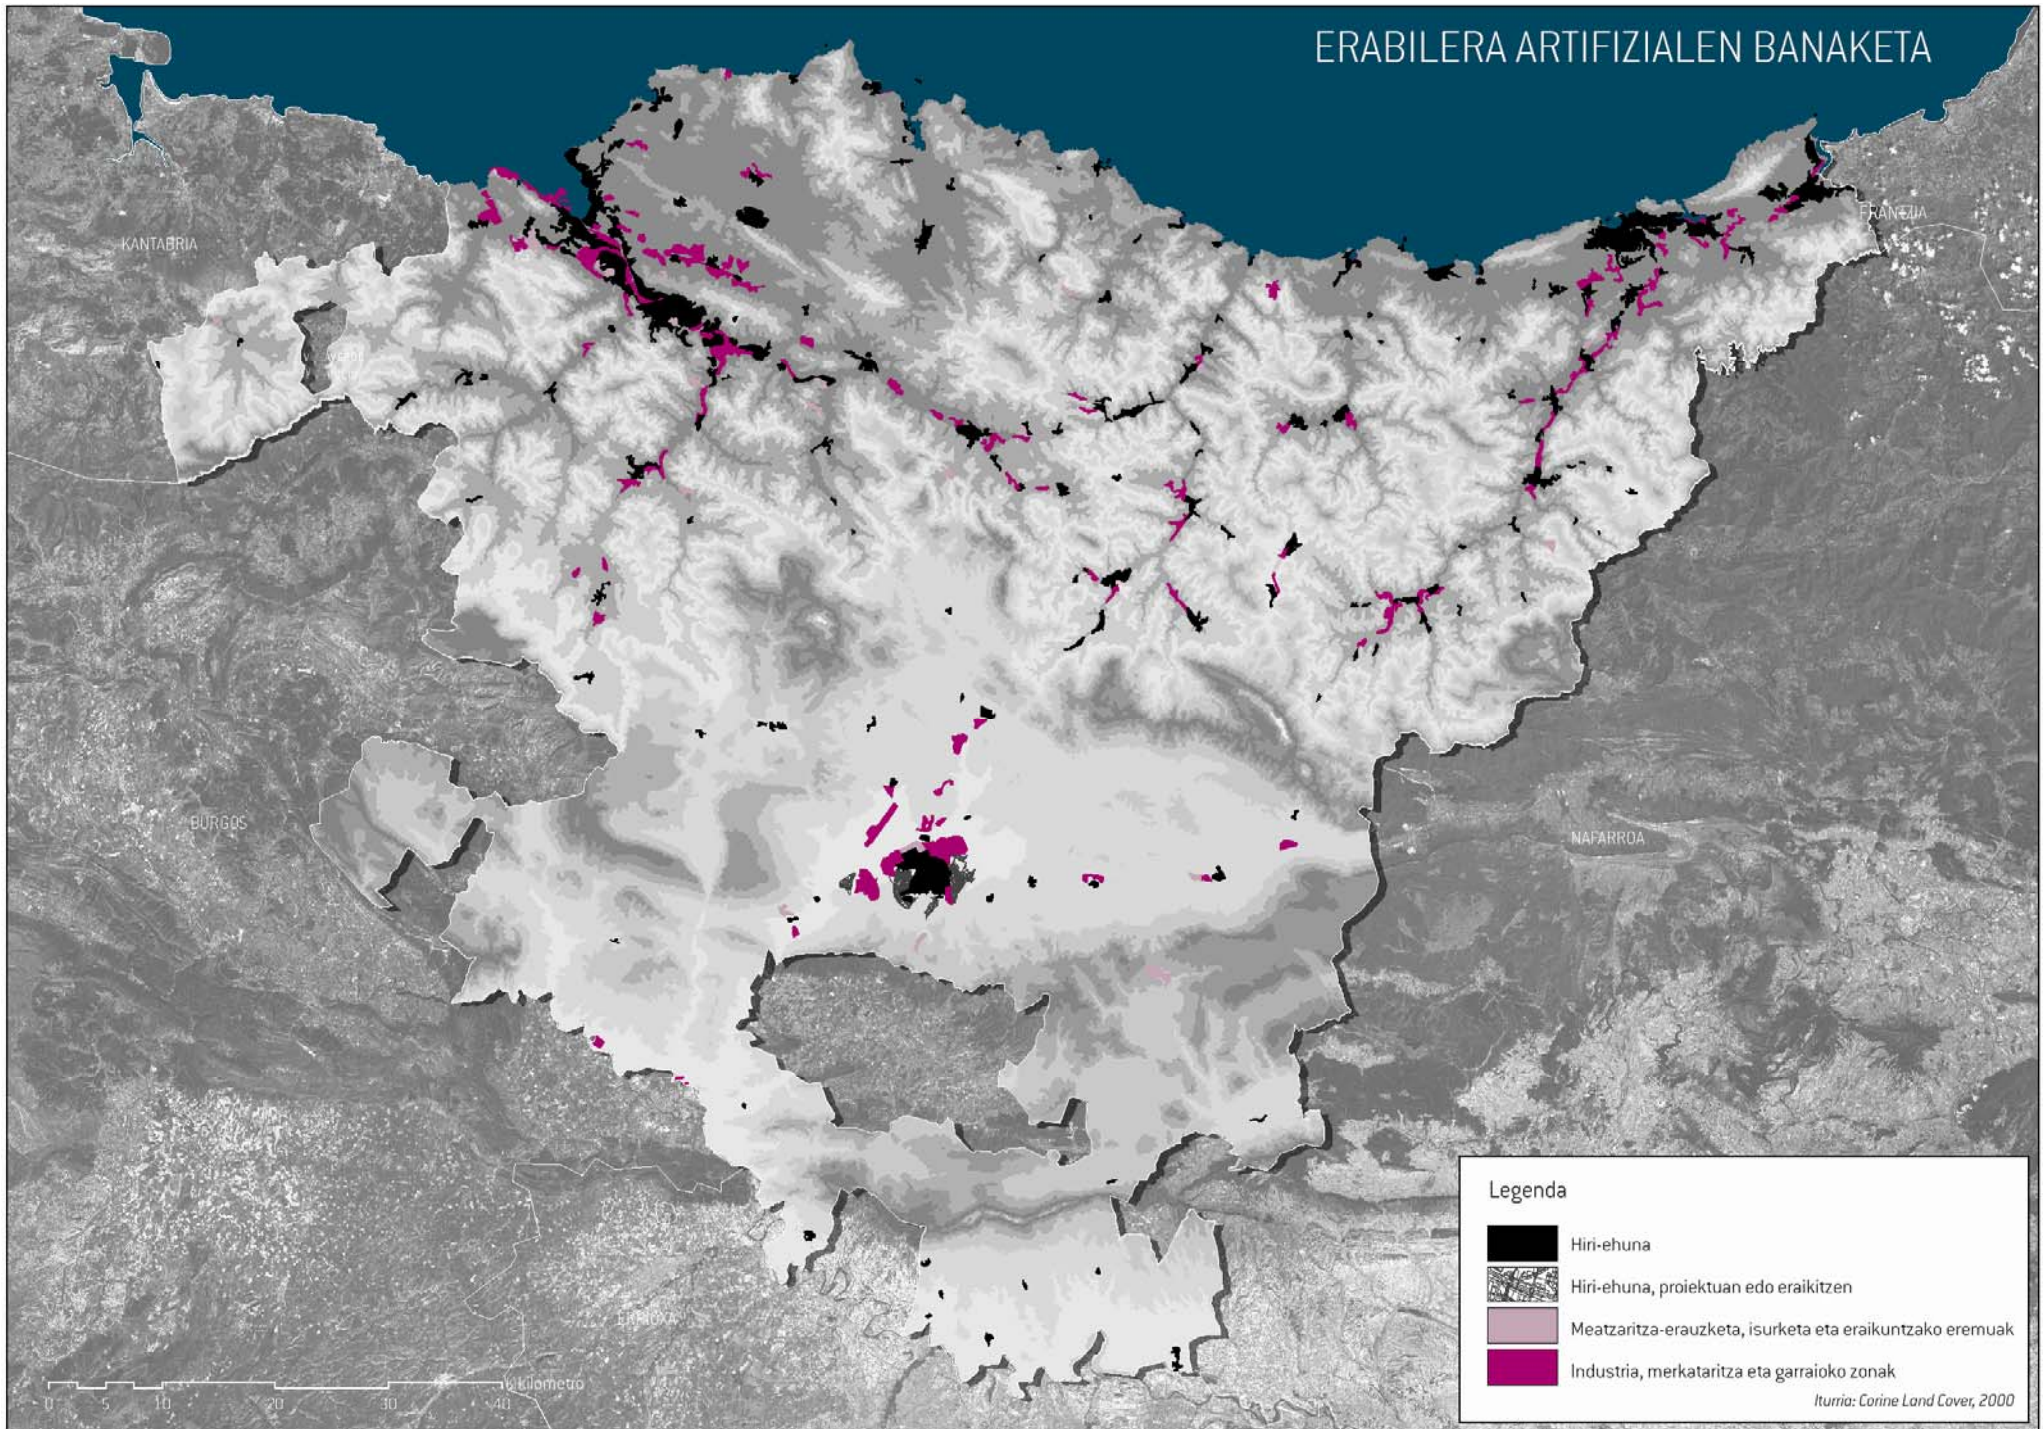 ERABILERA ARTIFIZIALEN BANAKETA
KANTABRIA
FRANTZIA
BURGOS
NAFARROA
ERRIOXA
Legenda
Hiri-ehuna
Hiri-ehuna, proiektuan edo eraikitzen
Meatzaritza-erauzketa, isurketa eta eraikuntzako eremuak
Industria, merkataritza eta garraioko zonak
Iturria: Corine Land Cover, 2000
Kilometro
0 5 10 20 30 40